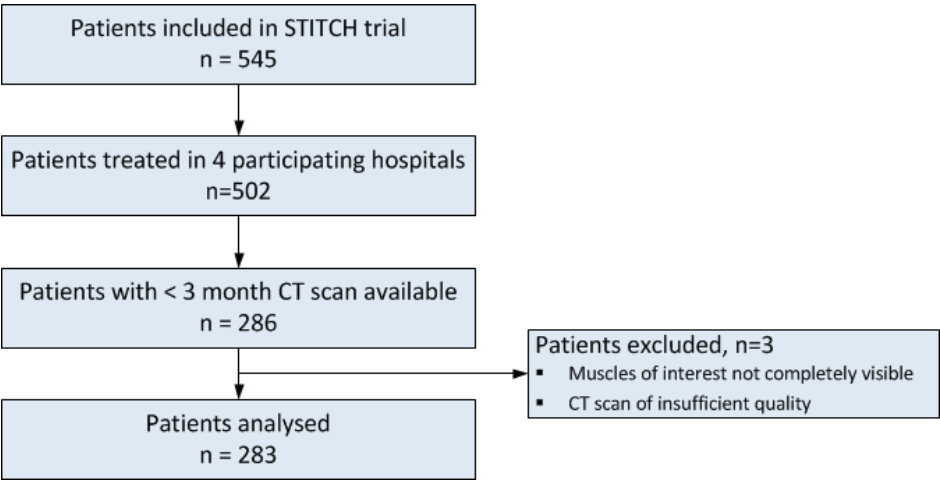 Patients included in STITCH trial
n = 545
Patients treated in 4 participating hospitals
n=502
Patients with < 3 month CT scan available
n = 286
Patients excluded, n=3
▪ Muscles of interest not completely visible
▪ CT scan of insufficient quality
Patients analysed
n = 283